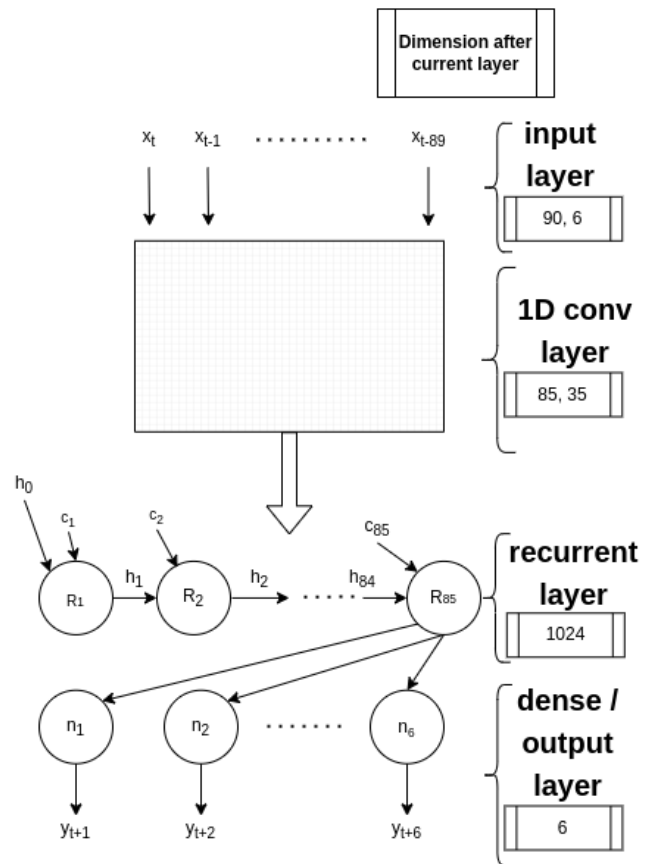 Dimension after
current layer
xt
xt-1
xt-89
input
layer
90, 6
1D conv
layer
85, 35
h0
c1
c2
c85
R1
h1
R2
h2
h84
R85
recurrent
layer
1024
n1
n2
n6
dense /
output
layer
6
yt+1
yt+2
yt+6